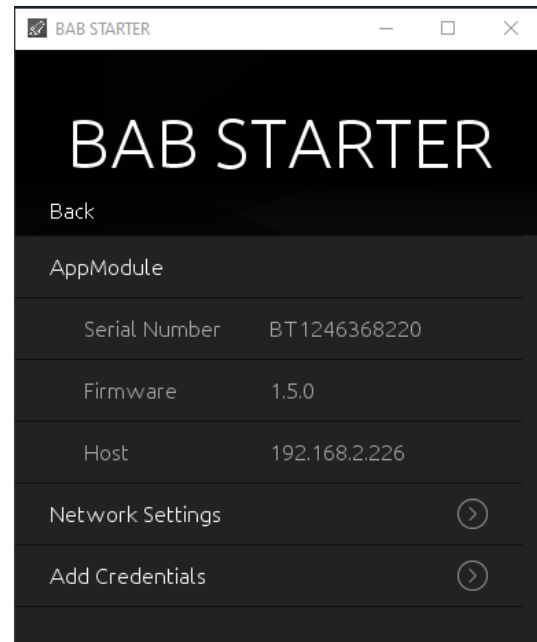 BAB STARTER
BAB STARTER
Back
AppModule
Serial Number BT1246368220
Firmware 1.5.0
Host 192.168.2.226
Network Settings
Add Credentials